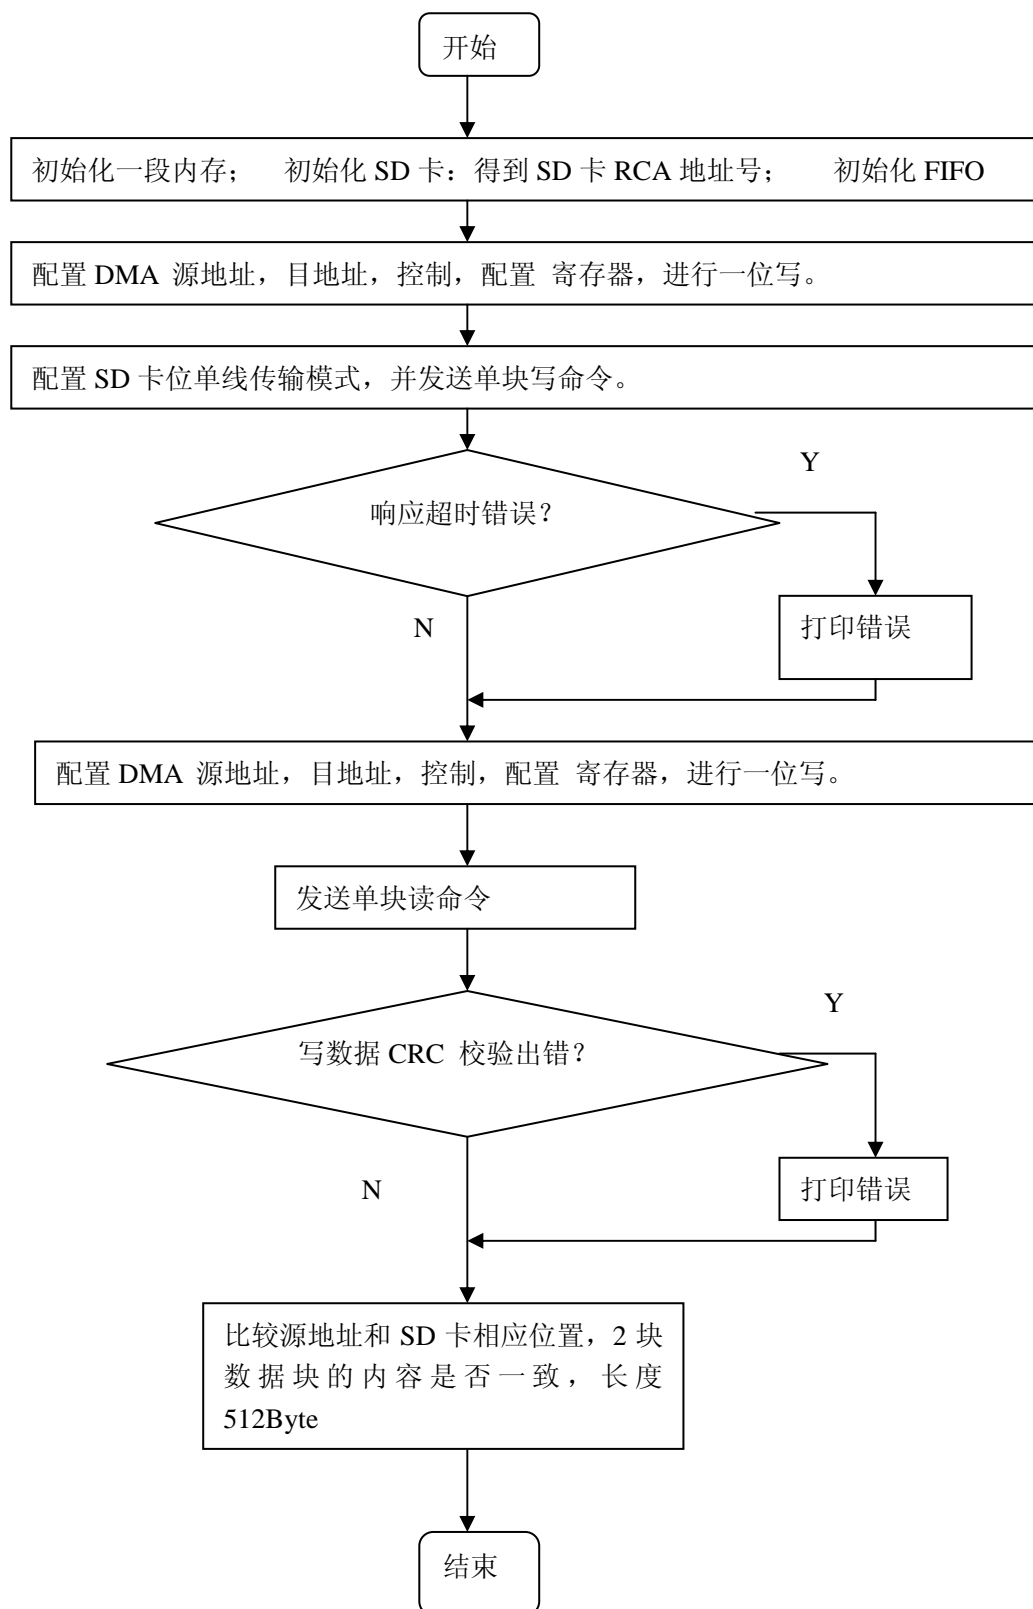 开始
初始化一段内存； 初始化 SD 卡：得到 SD 卡 RCA 地址号； 初始化 FIFO
配置 DMA 源地址，目地址，控制，配置 寄存器，进行一位写。
配置 SD 卡位单线传输模式，并发送单块写命令。
Y
响应超时错误？
N
打印错误
配置 DMA 源地址，目地址，控制，配置 寄存器，进行一位写。
发送单块读命令
Y
写数据 CRC 校验出错？
N
打印错误
比较源地址和 SD 卡相应位置，2 块
数据块的内容是否一致，长度
512Byte
结束